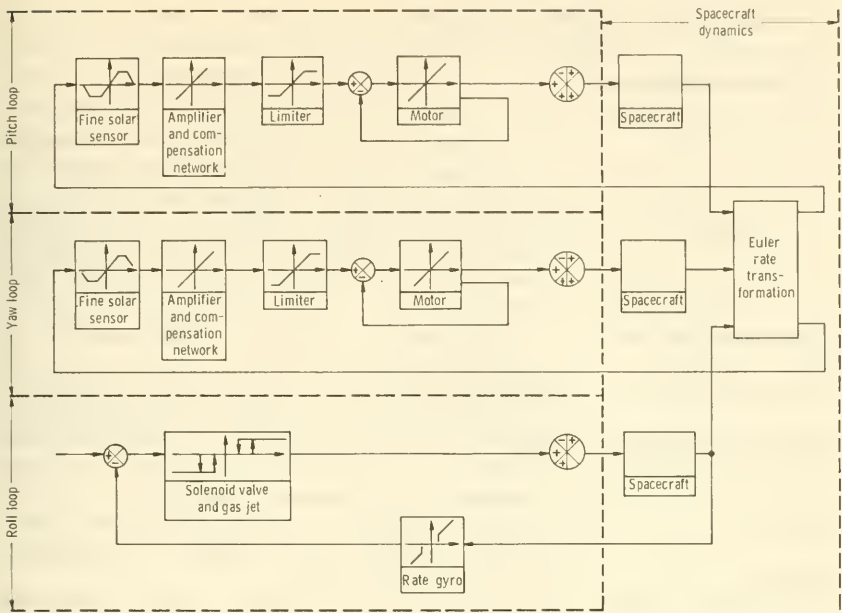 Spacecraft
dynamics
Pitch loop
Fine solar
sensor
Amplifier
and com-
pensation
network
Limiter
+
−
Motor
+
−
+
+
+
+
Spacecraft
Euler
rate
trans-
formation
Yaw loop
Fine solar
sensor
Amplifier
and com-
pensation
network
Limiter
+
−
Motor
Spacecraft
Roll loop
+
−
Solenoid valve
and gas jet
Spacecraft
Rate gyro